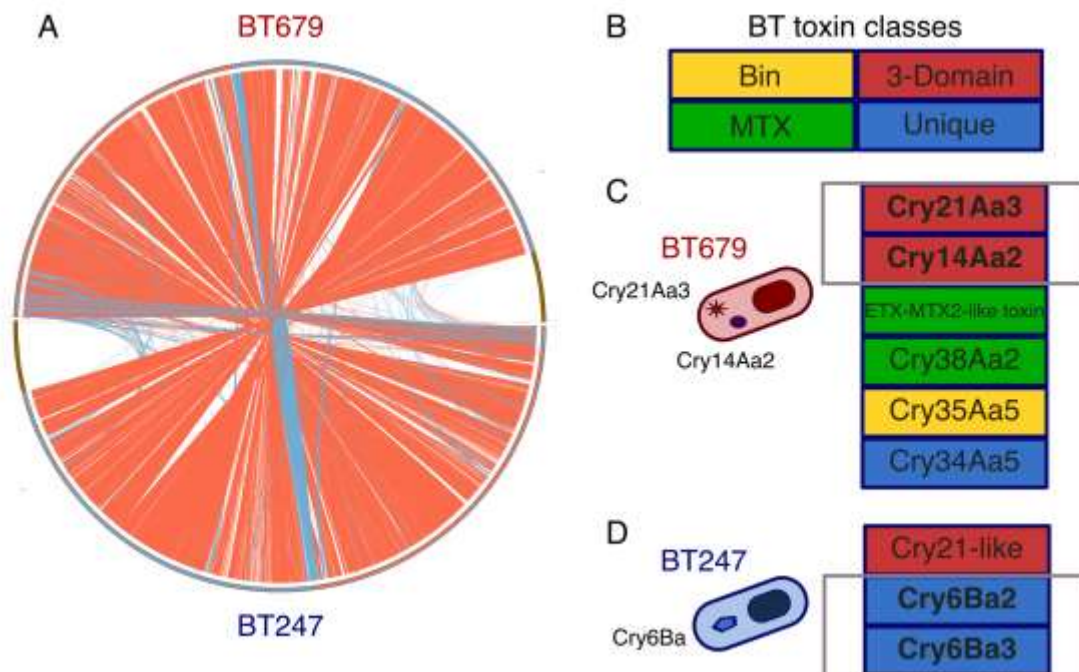 A
BT679
BT247
B
BT toxin classes
Bin
3-Domain
MTX
Unique
C
BT679
Cry21Aa3
Cry14Aa2
Cry21Aa3
Cry14Aa2
ETX-MTX2-like toxin
Cry38Aa2
Cry35Aa5
Cry34Aa5
D
BT247
Cry6Ba
Cry21-like
Cry6Ba2
Cry6Ba3